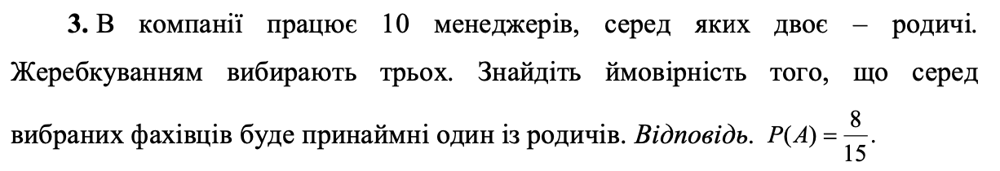 3. В компанії працює 10 менеджерів, серед яких двоє – родичі.
Жеребкуванням вибирають трьох. Знайдіть ймовірність того, що серед
вибраних фахівців буде принаймні один із родичів. Відповідь. P(A) = 8/15.